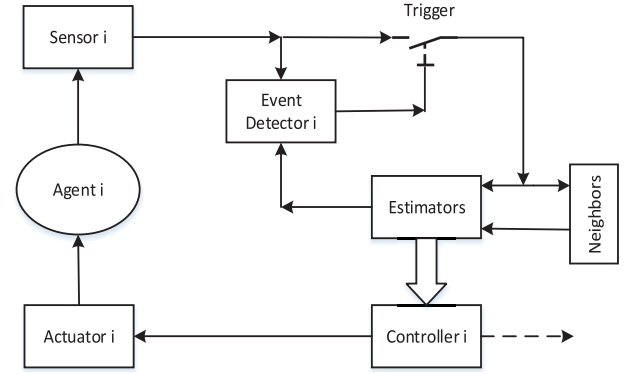 Trigger
Sensor i
Event
Detector i
Agent i
Estimators
Neighbors
Actuator i
Controller i